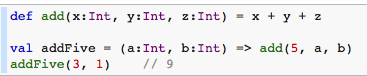 def add(x:Int, y:Int, z:Int) = x + y + z
val addFive = (a:Int, b:Int) => add(5, a, b)
addFive(3, 1)    // 9